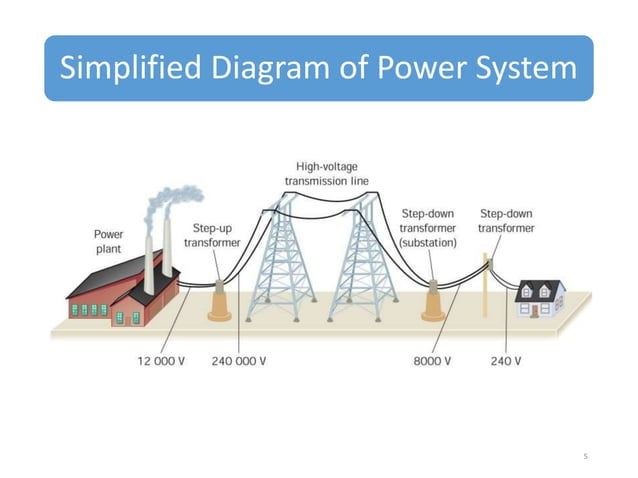 Simplified Diagram of Power System
High-voltage
transmission line
Power
plant
Step-up
transformer
Step-down
transformer
(substation)
Step-down
transformer
12 000 V
240 000 V
8000 V
240 V
5